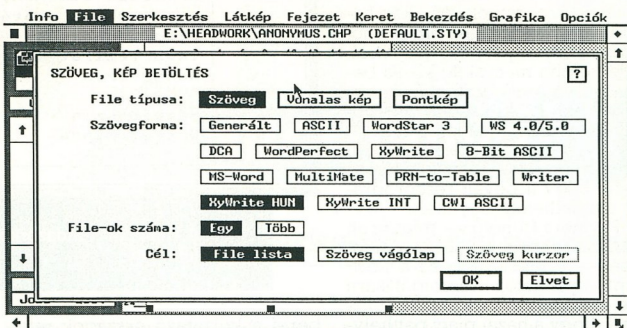 Info File Szerkesztés Látkép Fejezet Keret Bekezdés Grafika Opciók
E:\HEADWORK\ANONYMUS.CHP (DEFAULT.STY)
SZÖVEG, KÉP BETÖLTÉS ?
File típusa: Szöveg Vonalas kép Pontkép
Szövegforma: Generált ASCII WordStar 3 WS 4.0/5.0
DCA WordPerfect XyWrite 8-Bit ASCII
MS-Word MultiMate PRN-to-Table Writer
XyWrite HUN XyWrite INT CWI ASCII
File-ok száma: Egy Több
Cél: File lista Szöveg vágólap Szöveg kurzor
OK Elvet